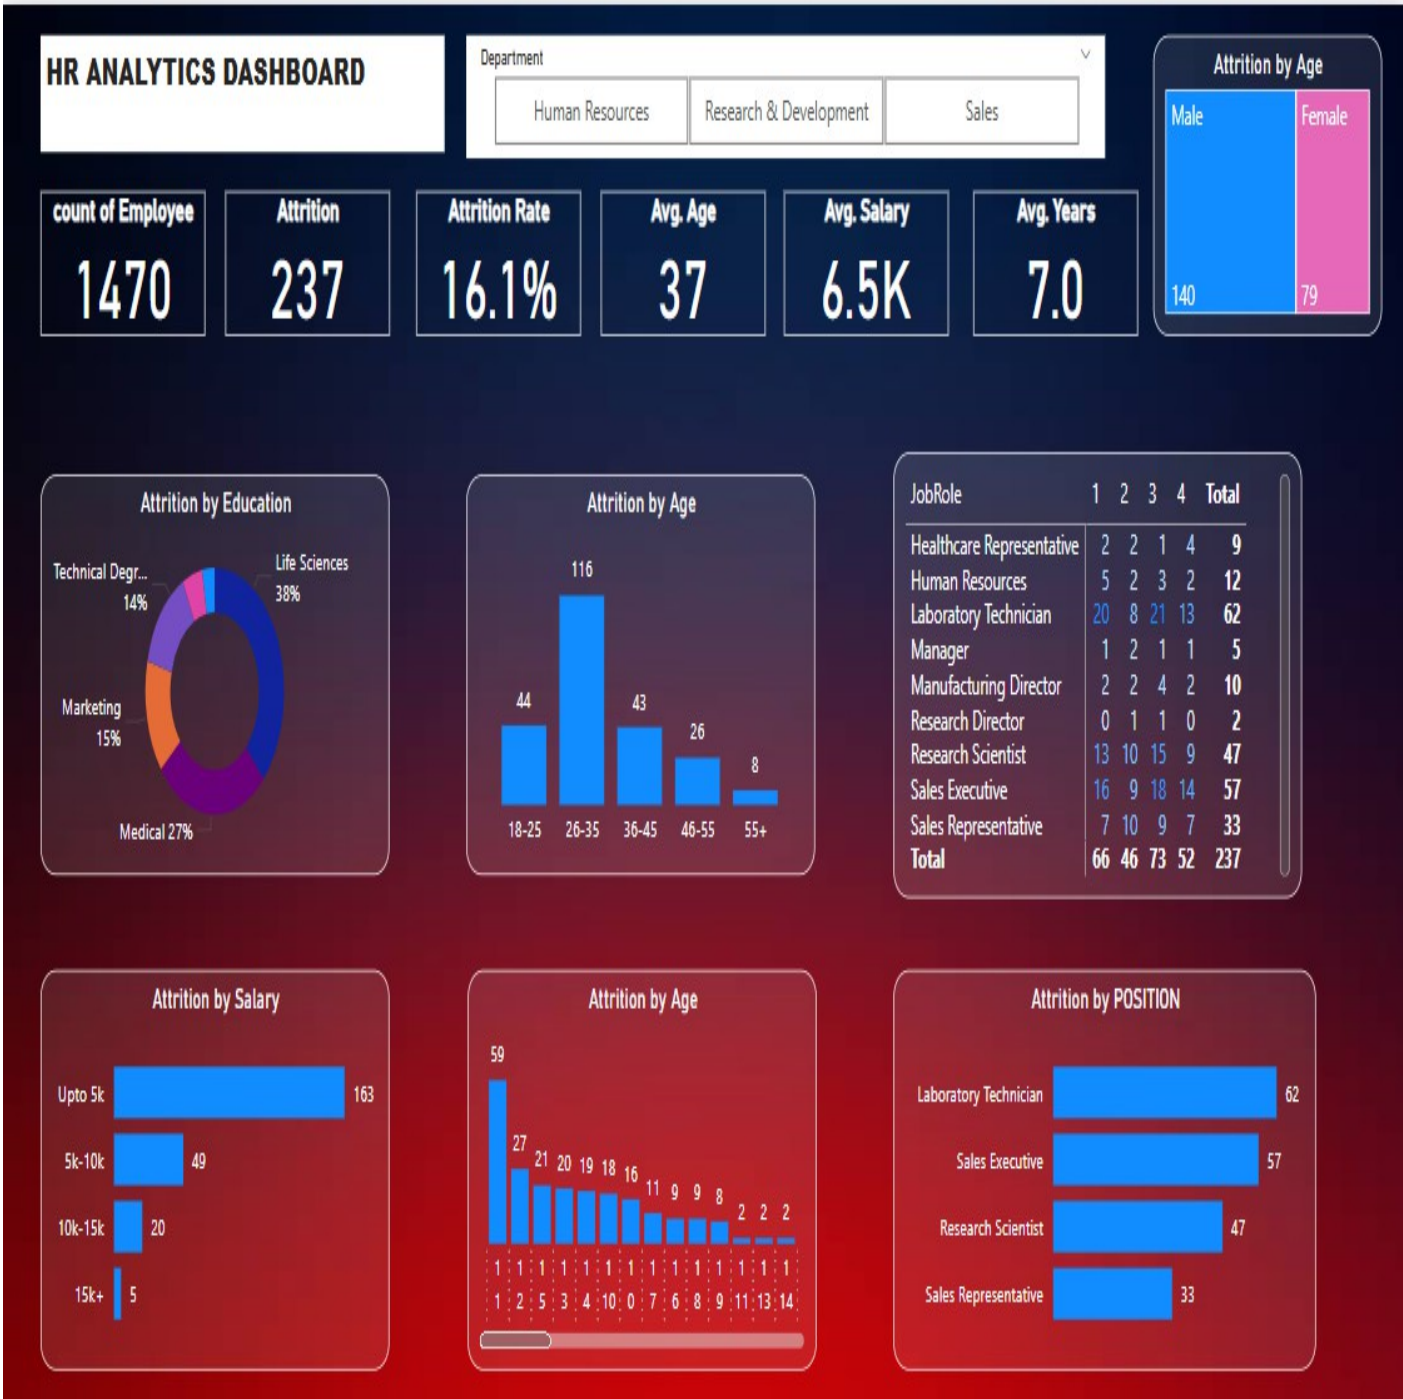 HR ANALYTICS DASHBOARD
Department
Human Resources
Research & Development
Sales
Attrition by Age
Male
Female
140
79
count of Employee
1470
Attrition
237
Attrition Rate
16.1%
Avg. Age
37
Avg. Salary
6.5K
Avg. Years
7.0
Attrition by Education
Life Sciences
38%
Technical Degr...
14%
Marketing
15%
Medical 27%
Attrition by Age
116
44
43
26
8
18-25 26-35 36-45 46-55 55+
JobRole 1 2 3 4 Total
Healthcare Representative 2 2 1 4 9
Human Resources 5 2 3 2 12
Laboratory Technician 20 8 21 13 62
Manager 1 2 1 1 5
Manufacturing Director 2 2 4 2 10
Research Director 0 1 1 0 2
Research Scientist 13 10 15 9 47
Sales Executive 16 9 18 14 57
Sales Representative 7 10 9 7 33
Total 66 46 73 52 237
Attrition by Salary
Upto 5k 163
5k-10k 49
10k-15k 20
15k+ 5
Attrition by Age
59
27 21 20 19 18 16 11 9 9 8 2 2 2
1 1 1 1 1 1 1 1 1 1 1 1 1 1
1 2 5 3 4 10 0 7 6 8 9 11 13 14
Attrition by POSITION
Laboratory Technician 62
Sales Executive 57
Research Scientist 47
Sales Representative 33